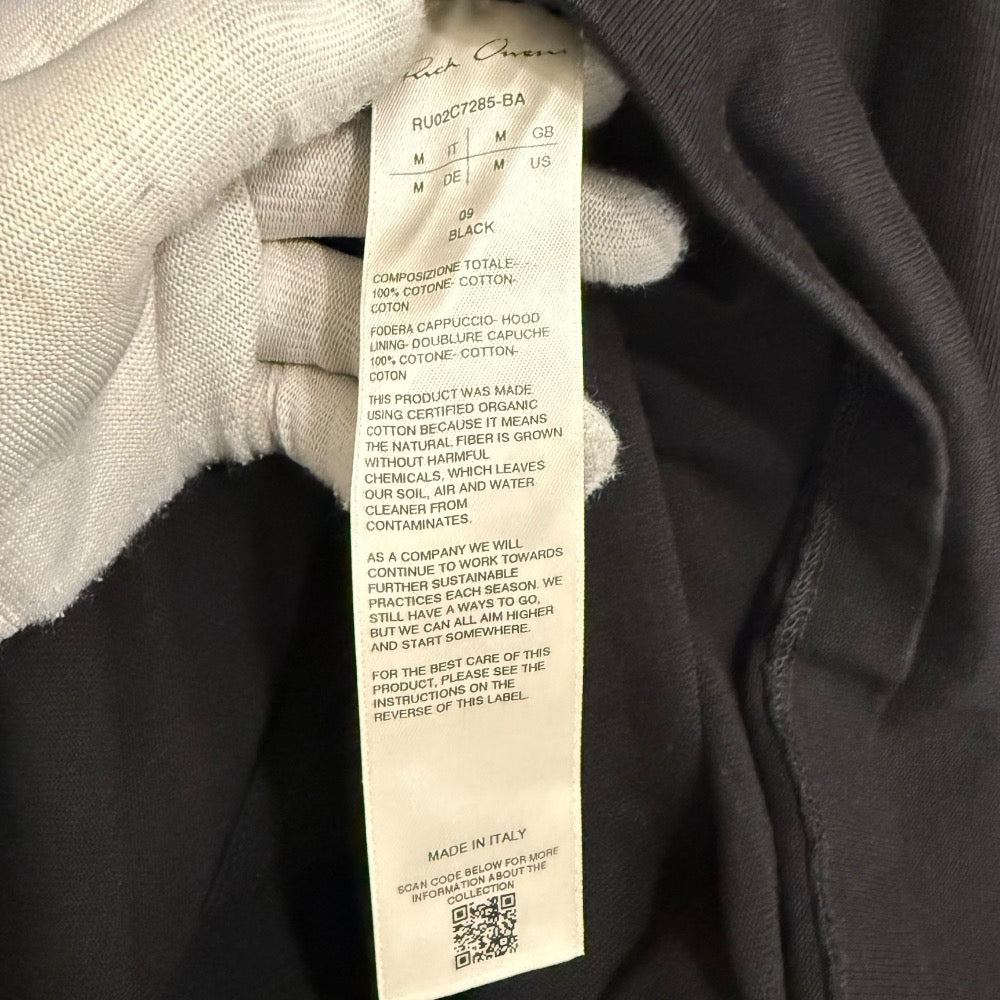 Rick Owens
RU02C7285-BA
M IT M GB
M DE M US
09
BLACK
COMPOSIZIONE TOTALE- -
100% COTONE- COTTON-
COTON
FODERA CAPPUCCIO- HOOD
LINING- DOUBLURE CAPUCHE
100% COTONE- COTTON-
COTON
THIS PRODUCT WAS MADE
USING CERTIFIED ORGANIC
COTTON BECAUSE IT MEANS
THE NATURAL FIBER IS GROWN
WITHOUT HARMFUL
CHEMICALS, WHICH LEAVES
OUR SOIL, AIR AND WATER
CLEANER FROM
CONTAMINATES.
AS A COMPANY WE WILL
CONTINUE TO WORK TOWARDS
FURTHER SUSTAINABLE
PRACTICES EACH SEASON. WE
STILL HAVE A WAYS TO GO,
BUT WE CAN ALL AIM HIGHER
AND START SOMEWHERE.
FOR THE BEST CARE OF THIS
PRODUCT, PLEASE SEE THE
INSTRUCTIONS ON THE
REVERSE OF THIS LABEL.
MADE IN ITALY
SCAN CODE BELOW FOR MORE
INFORMATION ABOUT THE
COLLECTION